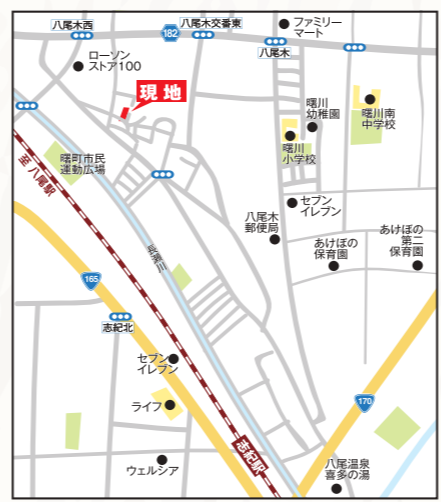 八尾木西
182
八尾木交番東
ファミリー
マート
八尾木
ローソン
ストア100
現地
曙川
幼稚園
曙川南
中学校
曙川
小学校
曙町市民
運動広場
至 八尾駅
セブン
イレブン
八尾木
郵便局
あけぼの
保育園
あけぼの
第二
保育園
長瀬川
165
志紀北
セブン
イレブン
ライフ
170
志紀駅
ウェルシア
八尾温泉
喜多の湯